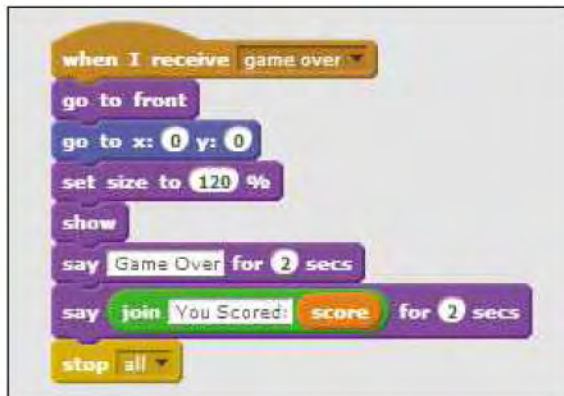 when I receive game over
go to front
go to x: 0 y: 0
set size to 120 %
show
say Game Over for 2 secs
say join You Scored: score for 2 secs
stop all